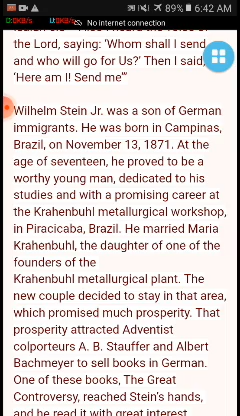 0:0KB/s U:0KB/s 89% 6:42 AM
No internet connection
the Lord, saying: 'Whom shall I send,
and who will go for Us?' Then I said,
'Here am I! Send me'"
Wilhelm Stein Jr. was a son of German
immigrants. He was born in Campinas,
Brazil, on November 13, 1871. At the
age of seventeen, he proved to be a
worthy young man, dedicated to his
studies and with a promising career at
the Krahenbuhl metallurgical workshop,
in Piracicaba, Brazil. He married Maria
Krahenbuhl, the daughter of one of the
founders of the
Krahenbuhl metallurgical plant. The
new couple decided to stay in that area,
which promised much prosperity. That
prosperity attracted Adventist
colporteurs A. B. Stauffer and Albert
Bachmeyer to sell books in German.
One of these books, The Great
Controversy, reached Stein's hands,
and he read it with great interest